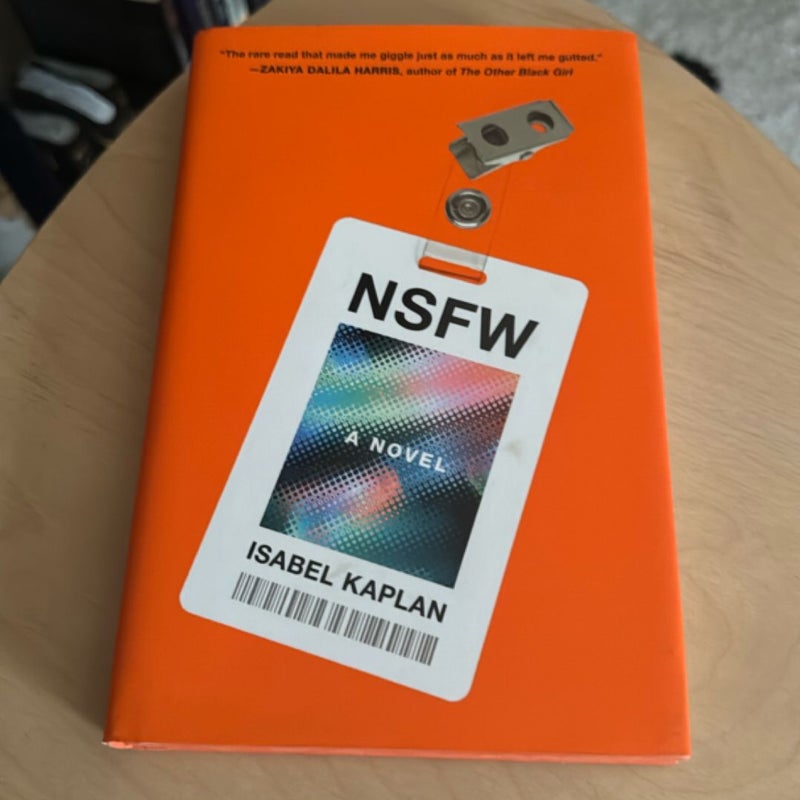 "The rare read that made me giggle just as much as it left me gutted."
—ZAKIYA DALILA HARRIS, author of The Other Black Girl
NSFW
A NOVEL
ISABEL KAPLAN